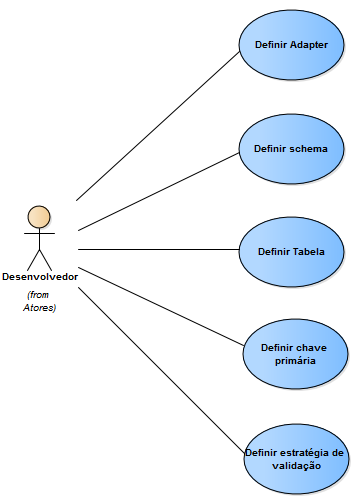 Definir Adapter
Definir schema
Desenvolvedor
(from
Atores)
Definir Tabela
Definir chave
primária
Definir estratégia de
validação